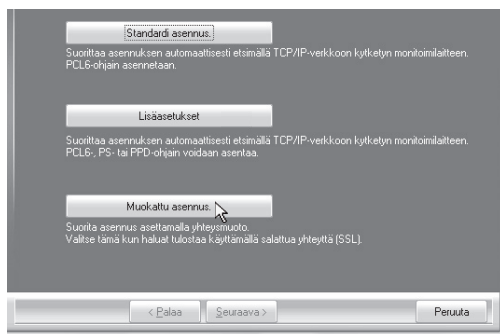 Standardi asennus.
Suorittaa asennuksen automaattisesti etsimällä TCP/IP-verkkoon kytketyn monitoimilaitteen.
PCL6-ohjain asennetaan.
Lisäasetukset
Suorittaa asennuksen automaattisesti etsimällä TCP/IP-verkkoon kytketyn monitoimilaitteen.
PCL6-, PS- tai PPD-ohjain voidaan asentaa.
Muokattu asennus.
Suorita asennus asettamalla yhteysmuoto.
Valitse tämä kun haluat tulostaa käyttämällä salattua yhteyttä (SSL).
< Palaa Seuraava > Peruuta